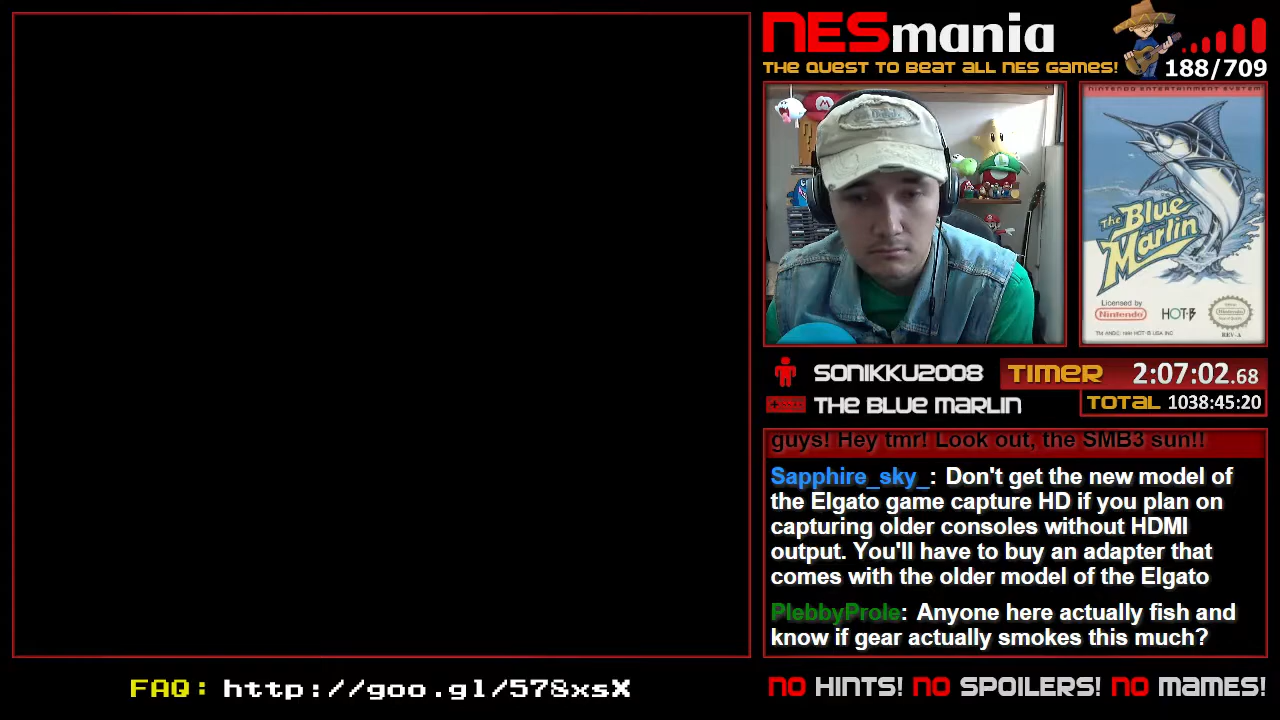 NESmania
THE QUEST TO BEAT ALL NES GAMES!
188/709
NINTENDO ENTERTAINMENT SYSTEM
The Blue
Marlin
Licensed by
Nintendo
HOT·B
REV-A
SONIKKU2008
TIMER 2:07:02.68
THE BLUE MARLIN
TOTAL 1038:45:20
guys! Hey tmr! Look out, the SMB3 sun!!
Sapphire_sky_: Don't get the new model of
the Elgato game capture HD if you plan on
capturing older consoles without HDMI
output. You'll have to buy an adapter that
comes with the older model of the Elgato
PlebbyProle: Anyone here actually fish and
know if gear actually smokes this much?
FAQ: http://goo.gl/578xsX
NO HINTS! NO SPOILERS! NO MAMES!